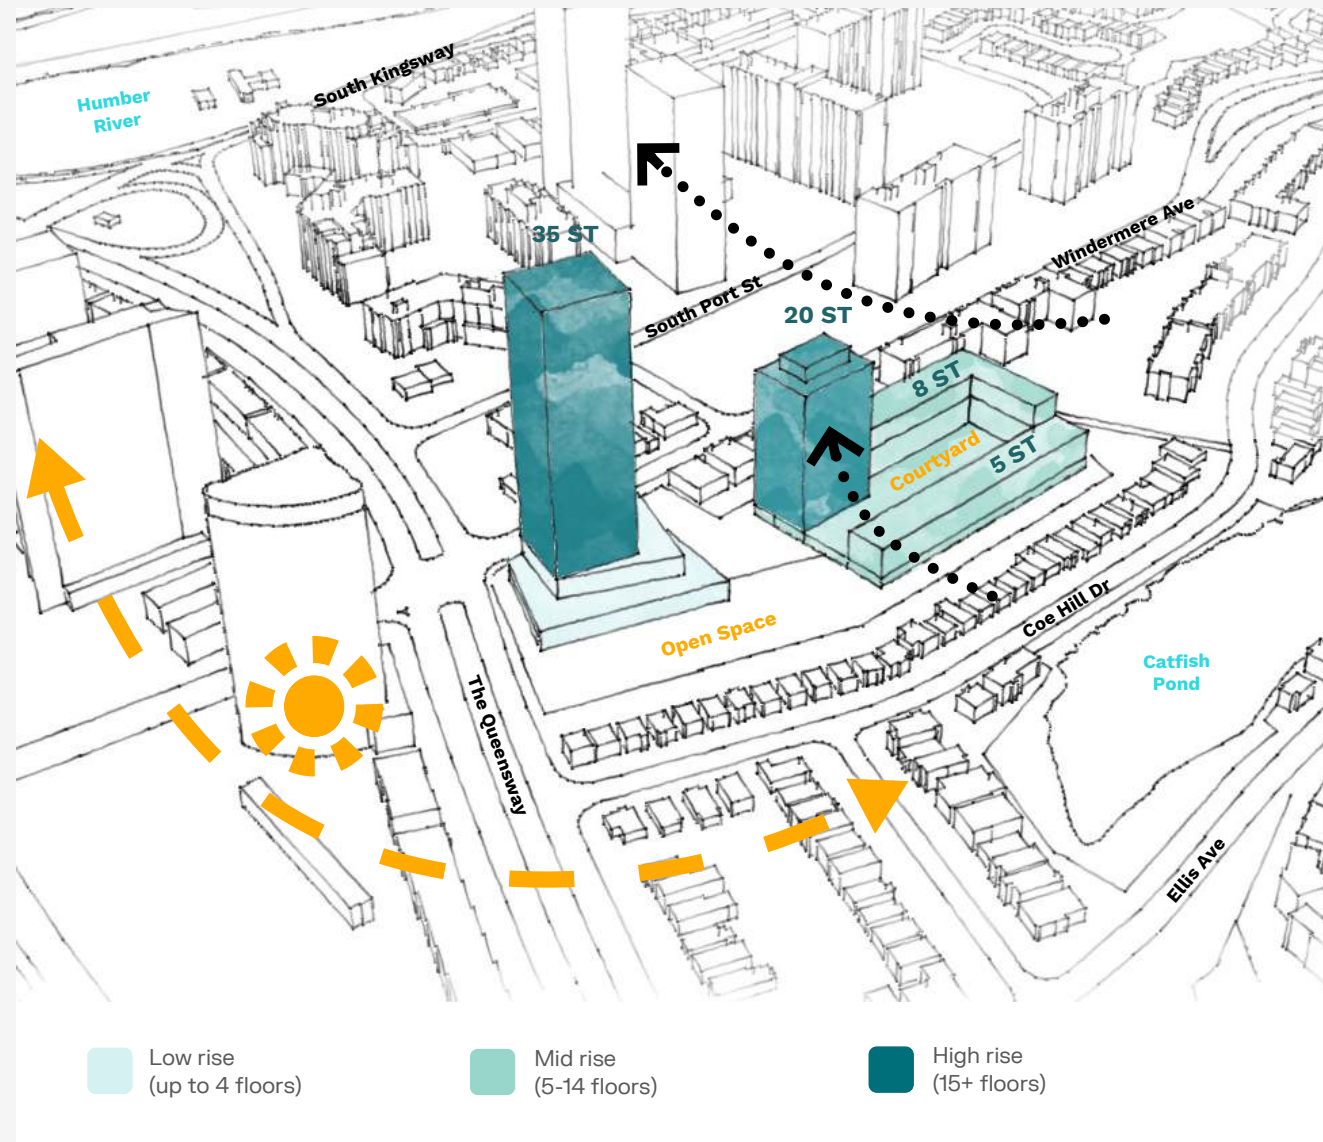 South Kingsway
Humber
River
Windermere Ave
35 ST
South Port St
20 ST
8 ST
Courtyard
5 ST
Coe Hill Dr
Open Space
Catfish
Pond
The Queensway
Ellis Ave
Low rise
(up to 4 floors)
Mid rise
(5-14 floors)
High rise
(15+ floors)